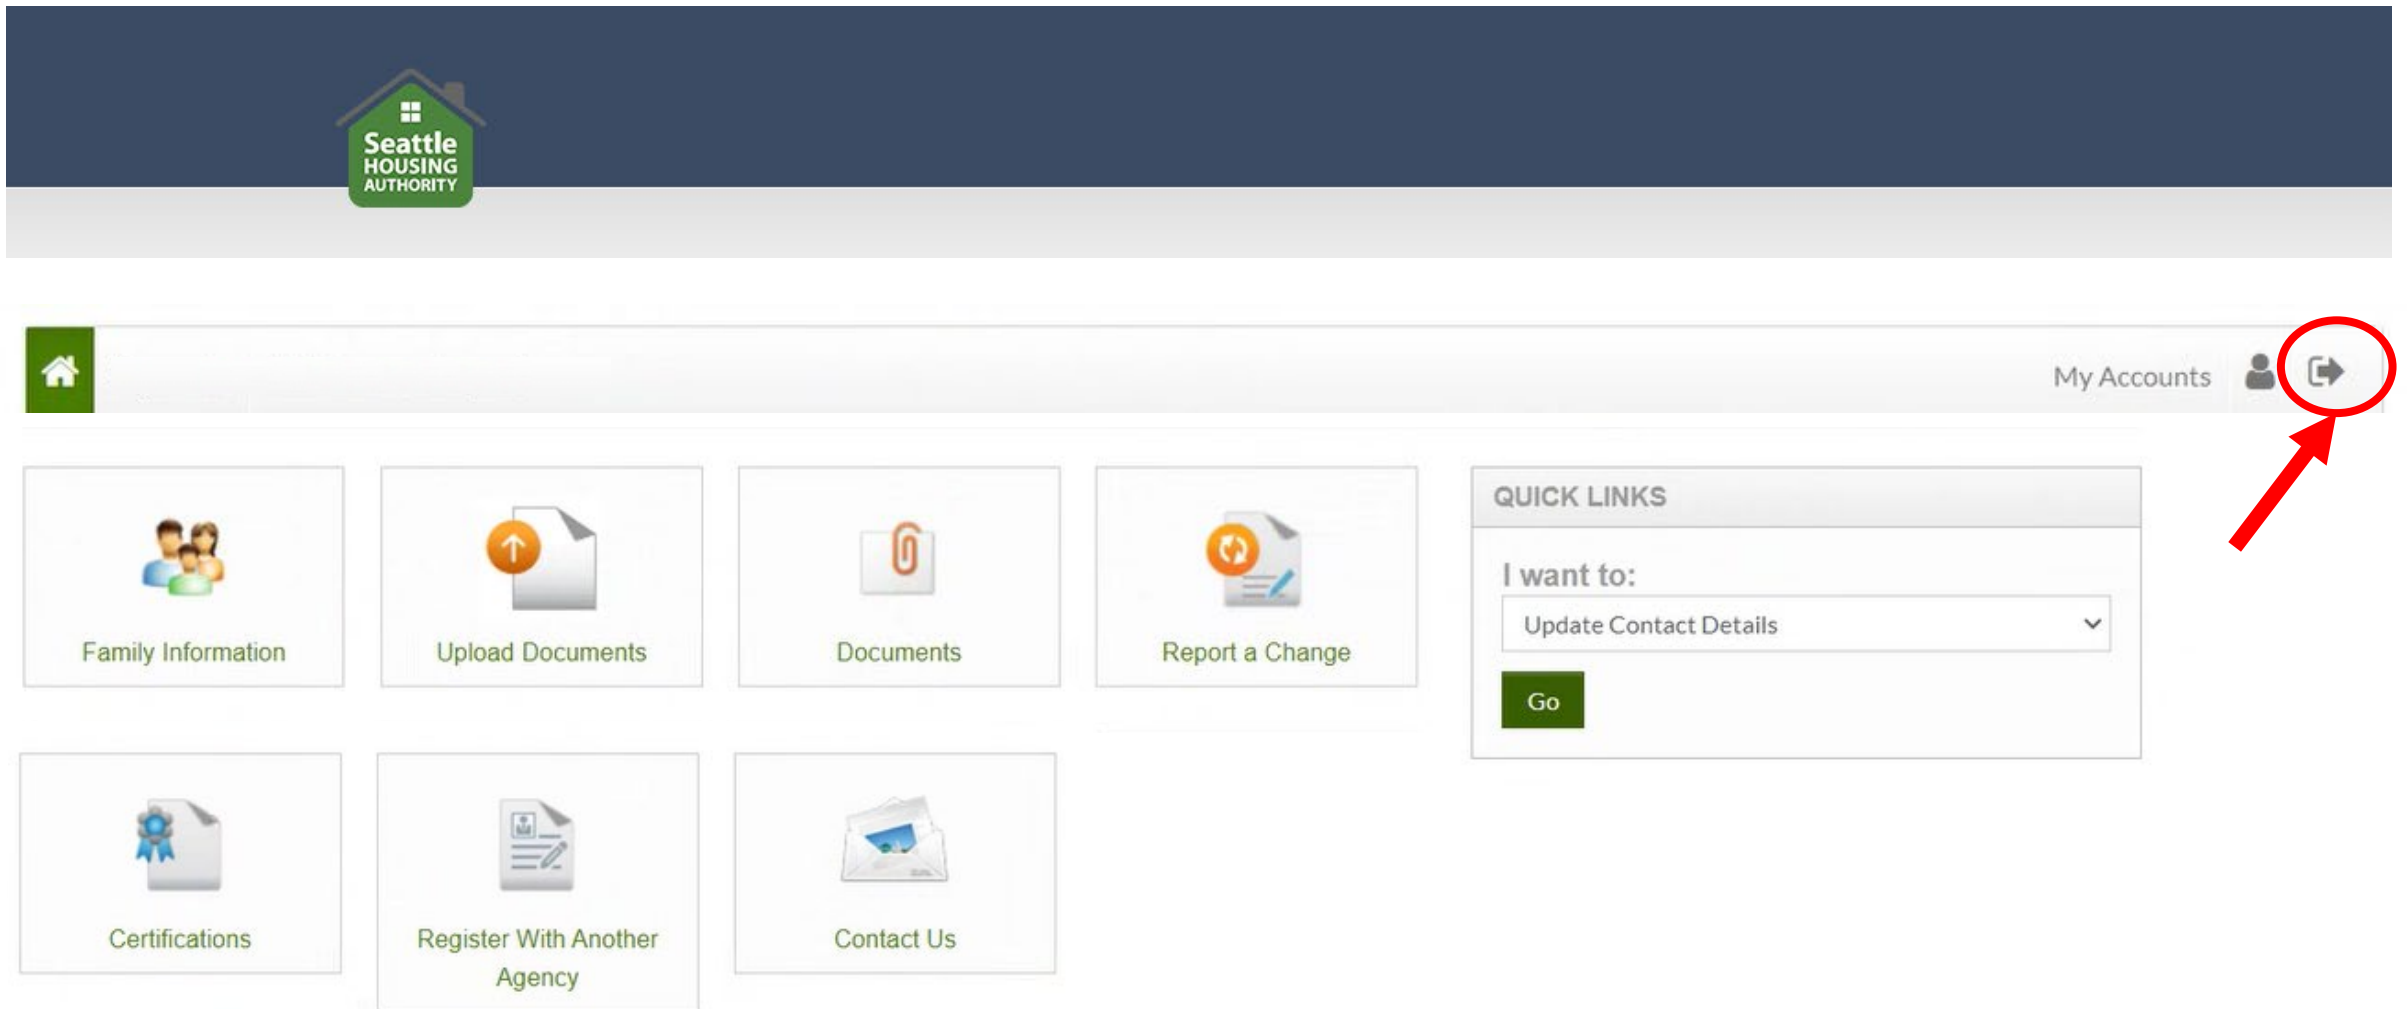 Seattle
HOUSING
AUTHORITY
My Accounts
Family Information
Upload Documents
Documents
Report a Change
QUICK LINKS
I want to:
Update Contact Details
Go
Certifications
Register With Another
Agency
Contact Us